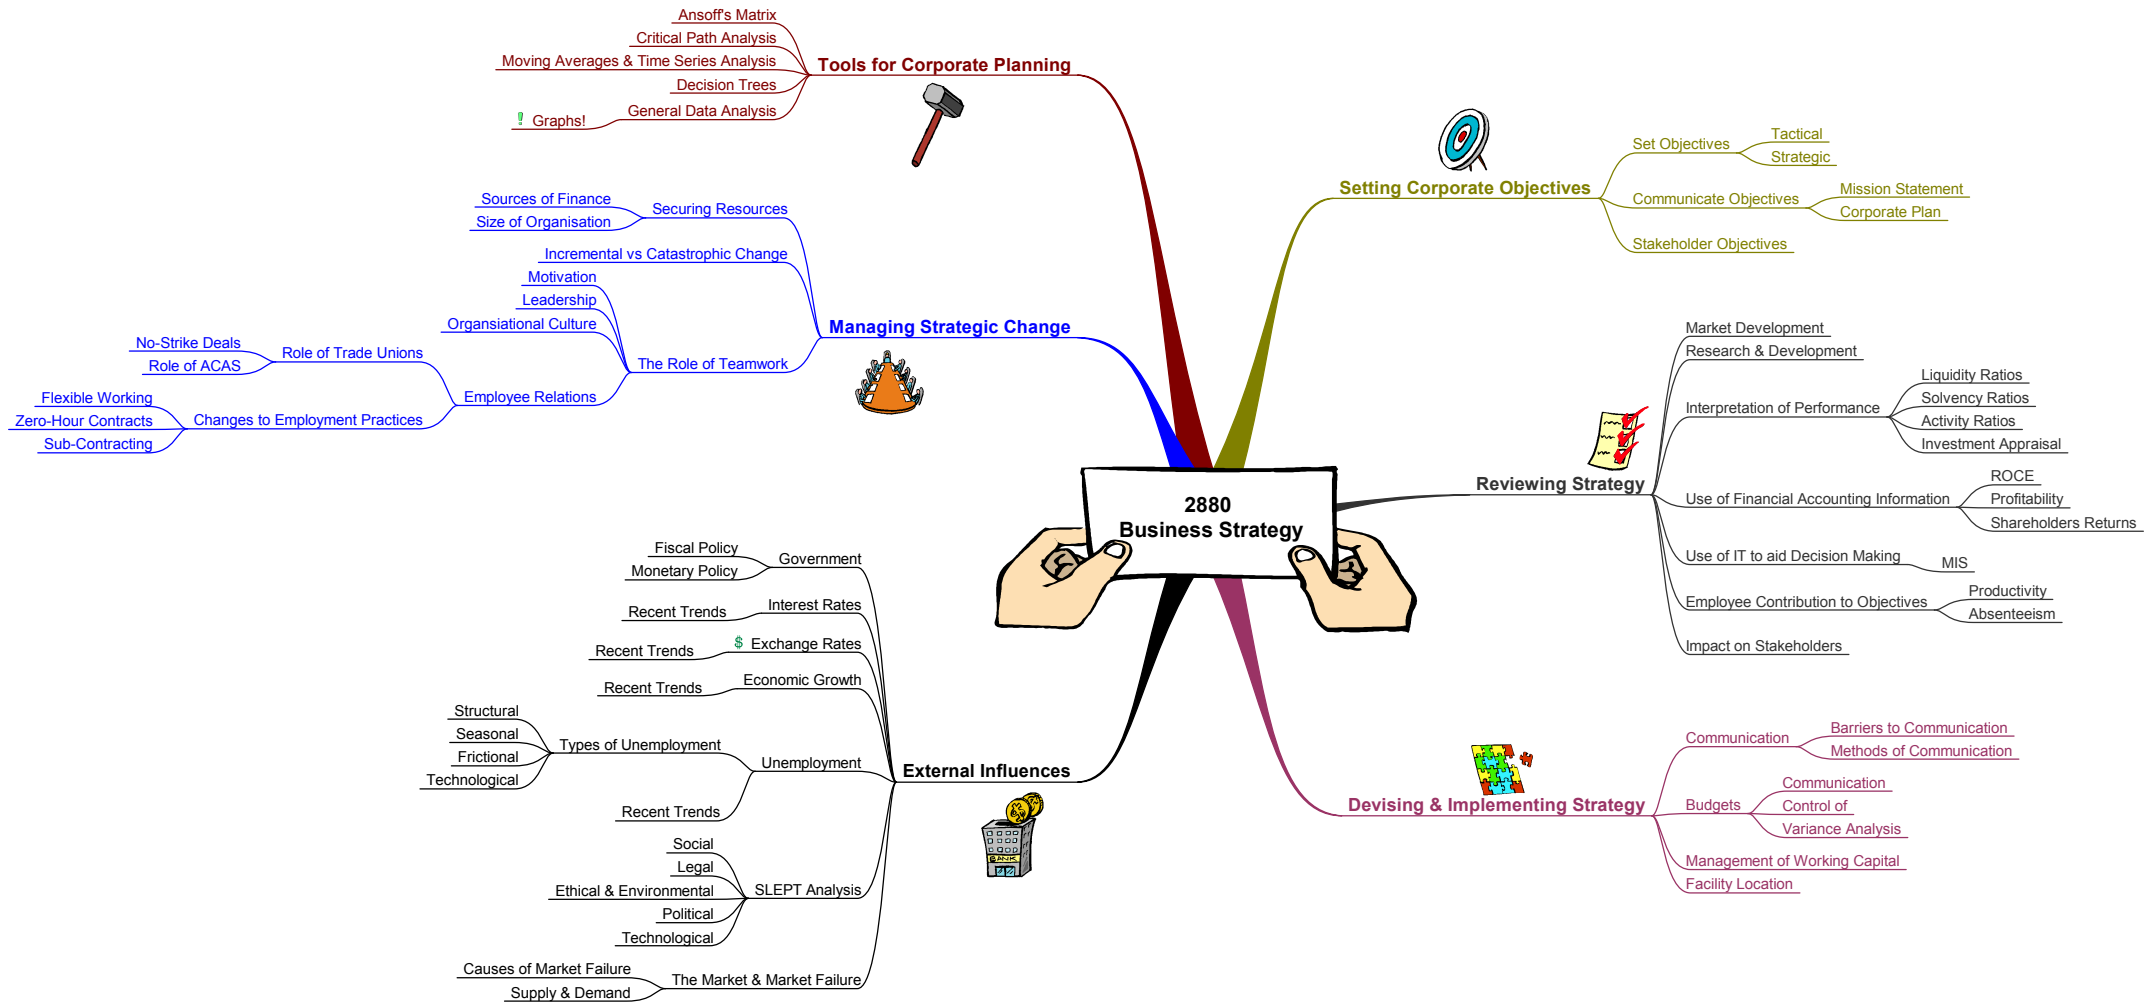 2880
Business Strategy
Tools for Corporate Planning
Ansoff's Matrix
Critical Path Analysis
Moving Averages & Time Series Analysis
Decision Trees
General Data Analysis
! Graphs!
Setting Corporate Objectives
Set Objectives
Tactical
Strategic
Communicate Objectives
Mission Statement
Corporate Plan
Stakeholder Objectives
Managing Strategic Change
Securing Resources
Sources of Finance
Size of Organisation
Incremental vs Catastrophic Change
The Role of Teamwork
Motivation
Leadership
Organsiational Culture
Employee Relations
Role of Trade Unions
No-Strike Deals
Role of ACAS
Changes to Employment Practices
Flexible Working
Zero-Hour Contracts
Sub-Contracting
Reviewing Strategy
Market Development
Research & Development
Interpretation of Performance
Liquidity Ratios
Solvency Ratios
Activity Ratios
Investment Appraisal
Use of Financial Accounting Information
ROCE
Profitability
Shareholders Returns
Use of IT to aid Decision Making
MIS
Employee Contribution to Objectives
Productivity
Absenteeism
Impact on Stakeholders
External Influences
Government
Fiscal Policy
Monetary Policy
Interest Rates
Recent Trends
$ Exchange Rates
Recent Trends
Economic Growth
Recent Trends
Unemployment
Types of Unemployment
Structural
Seasonal
Frictional
Technological
Recent Trends
SLEPT Analysis
Social
Legal
Ethical & Environmental
Political
Technological
The Market & Market Failure
Causes of Market Failure
Supply & Demand
BANK
Devising & Implementing Strategy
Communication
Barriers to Communication
Methods of Communication
Budgets
Communication
Control of
Variance Analysis
Management of Working Capital
Facility Location